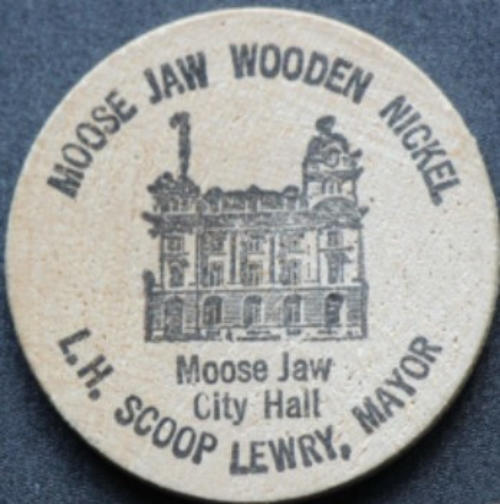 MOOSE JAW WOODEN NICKEL
Moose Jaw
City Hall
L.H. SCOOP LEWRY, MAYOR